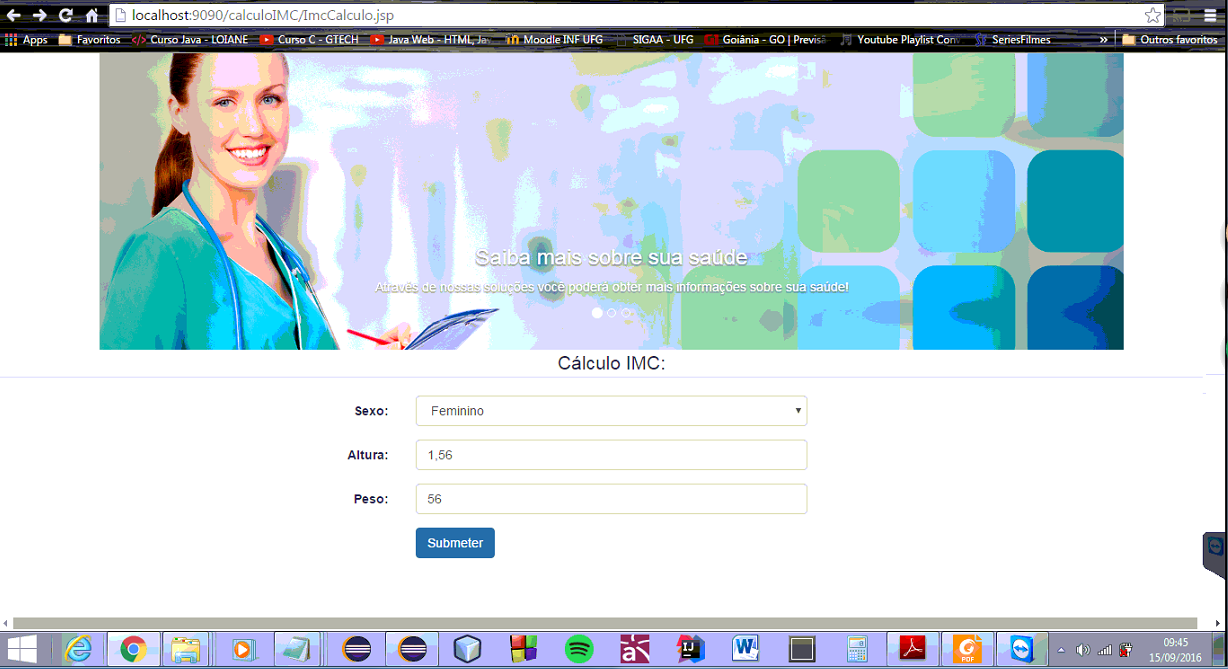 localhost:9090/calculoIMC/ImcCalculo.jsp
Apps Favoritos Curso Java - LOIANE Curso C - GTECH Java Web - HTML, Ja Moodle INF UFG SIGAA - UFG Goiânia - GO | Previsã Youtube Playlist Conv SeriesFilmes » Outros favoritos
Saiba mais sobre sua saúde
Através de nossas soluções você poderá obter mais informações sobre sua saúde!
Cálculo IMC:
Sexo: Feminino
Altura: 1,56
Peso: 56
Submeter
09:45
15/09/2016